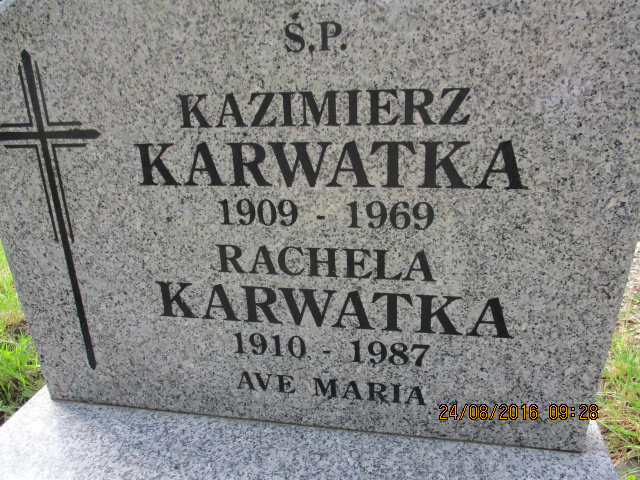 Ś.P.
KAZIMIERZ
KARWATKA
1909 - 1969
RACHELA
KARWATKA
1910 - 1987
AVE MARIA
24/08/2016 09:28